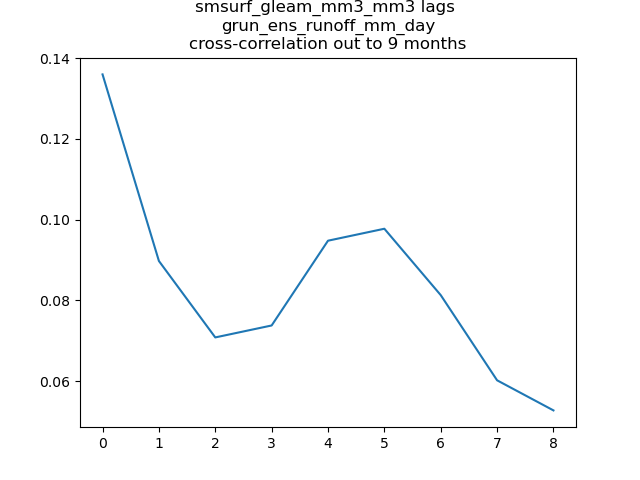 smsurf_gleam_mm3_mm3 lags
grun_ens_runoff_mm_day
cross-correlation out to 9 months
0.14
0.12
0.10
0.08
0.06
0 1 2 3 4 5 6 7 8